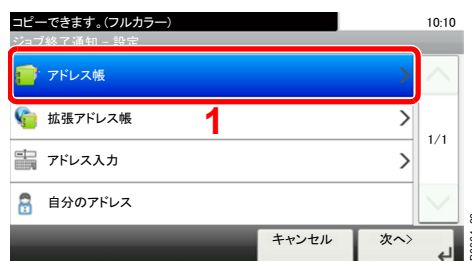 コピーできます。(フルカラー)
10:10
ジョブ終了通知 - 設定
アドレス帳
拡張アドレス帳
1
1/1
アドレス入力
自分のアドレス
キャンセル
次へ>